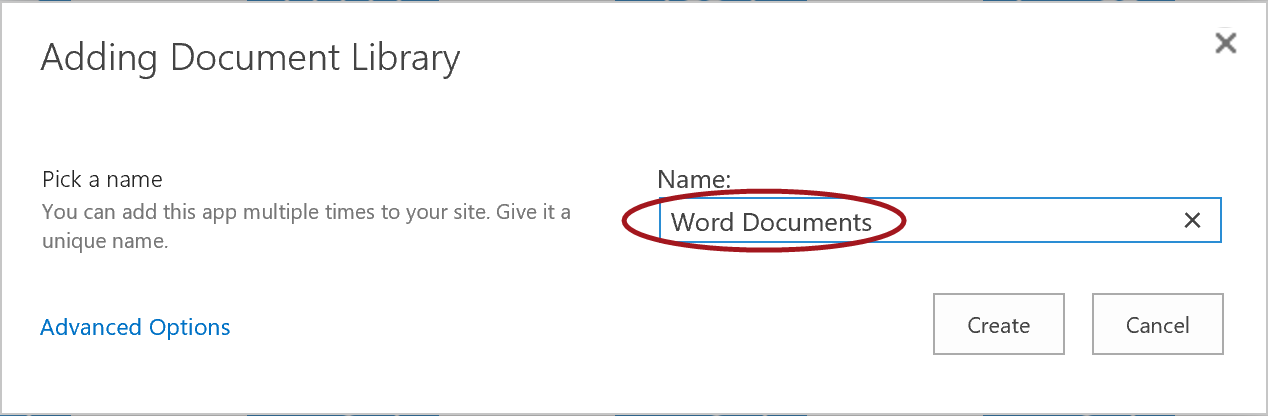 Adding Document Library
Pick a name
You can add this app multiple times to your site. Give it a
unique name.
Name:
Word Documents
Advanced Options
Create
Cancel